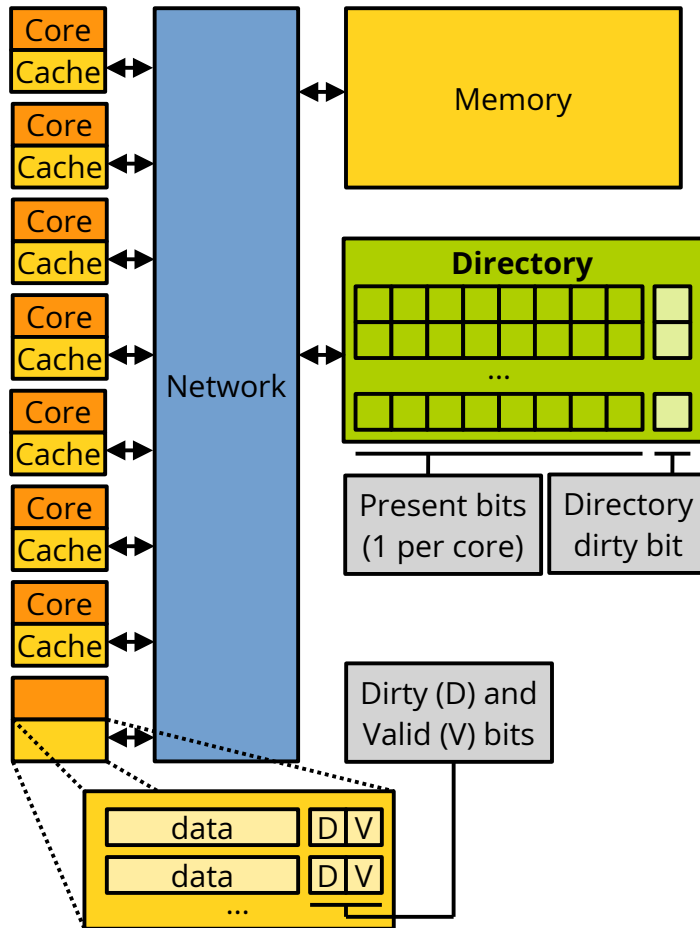 Core
Cache
Core
Cache
Core
Cache
Core
Cache
Core
Cache
Core
Cache
Core
Cache
Network
Memory
Directory
...
Present bits
(1 per core)
Directory
dirty bit
Dirty (D) and
Valid (V) bits
data D V
data D V
...